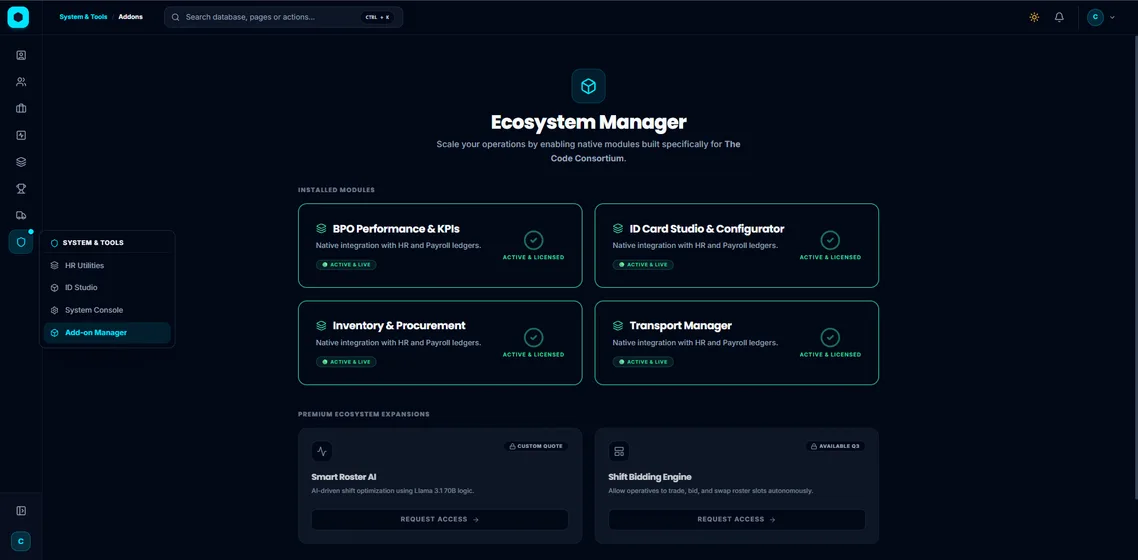 System & Tools / Addons
Search database, pages or actions...
CTRL + K
C
Ecosystem Manager
Scale your operations by enabling native modules built specifically for The
Code Consortium.
INSTALLED MODULES
BPO Performance & KPIs
Native integration with HR and Payroll ledgers.
ACTIVE & LIVE
ACTIVE & LICENSED
ID Card Studio & Configurator
Native integration with HR and Payroll ledgers.
ACTIVE & LIVE
ACTIVE & LICENSED
SYSTEM & TOOLS
HR Utilities
ID Studio
System Console
Add-on Manager
Inventory & Procurement
Native integration with HR and Payroll ledgers.
ACTIVE & LIVE
ACTIVE & LICENSED
Transport Manager
Native integration with HR and Payroll ledgers.
ACTIVE & LIVE
ACTIVE & LICENSED
PREMIUM ECOSYSTEM EXPANSIONS
CUSTOM QUOTE
Smart Roster AI
AI-driven shift optimization using Llama 3.1 70B logic.
REQUEST ACCESS →
AVAILABLE Q3
Shift Bidding Engine
Allow operatives to trade, bid, and swap roster slots autonomously.
REQUEST ACCESS →
C